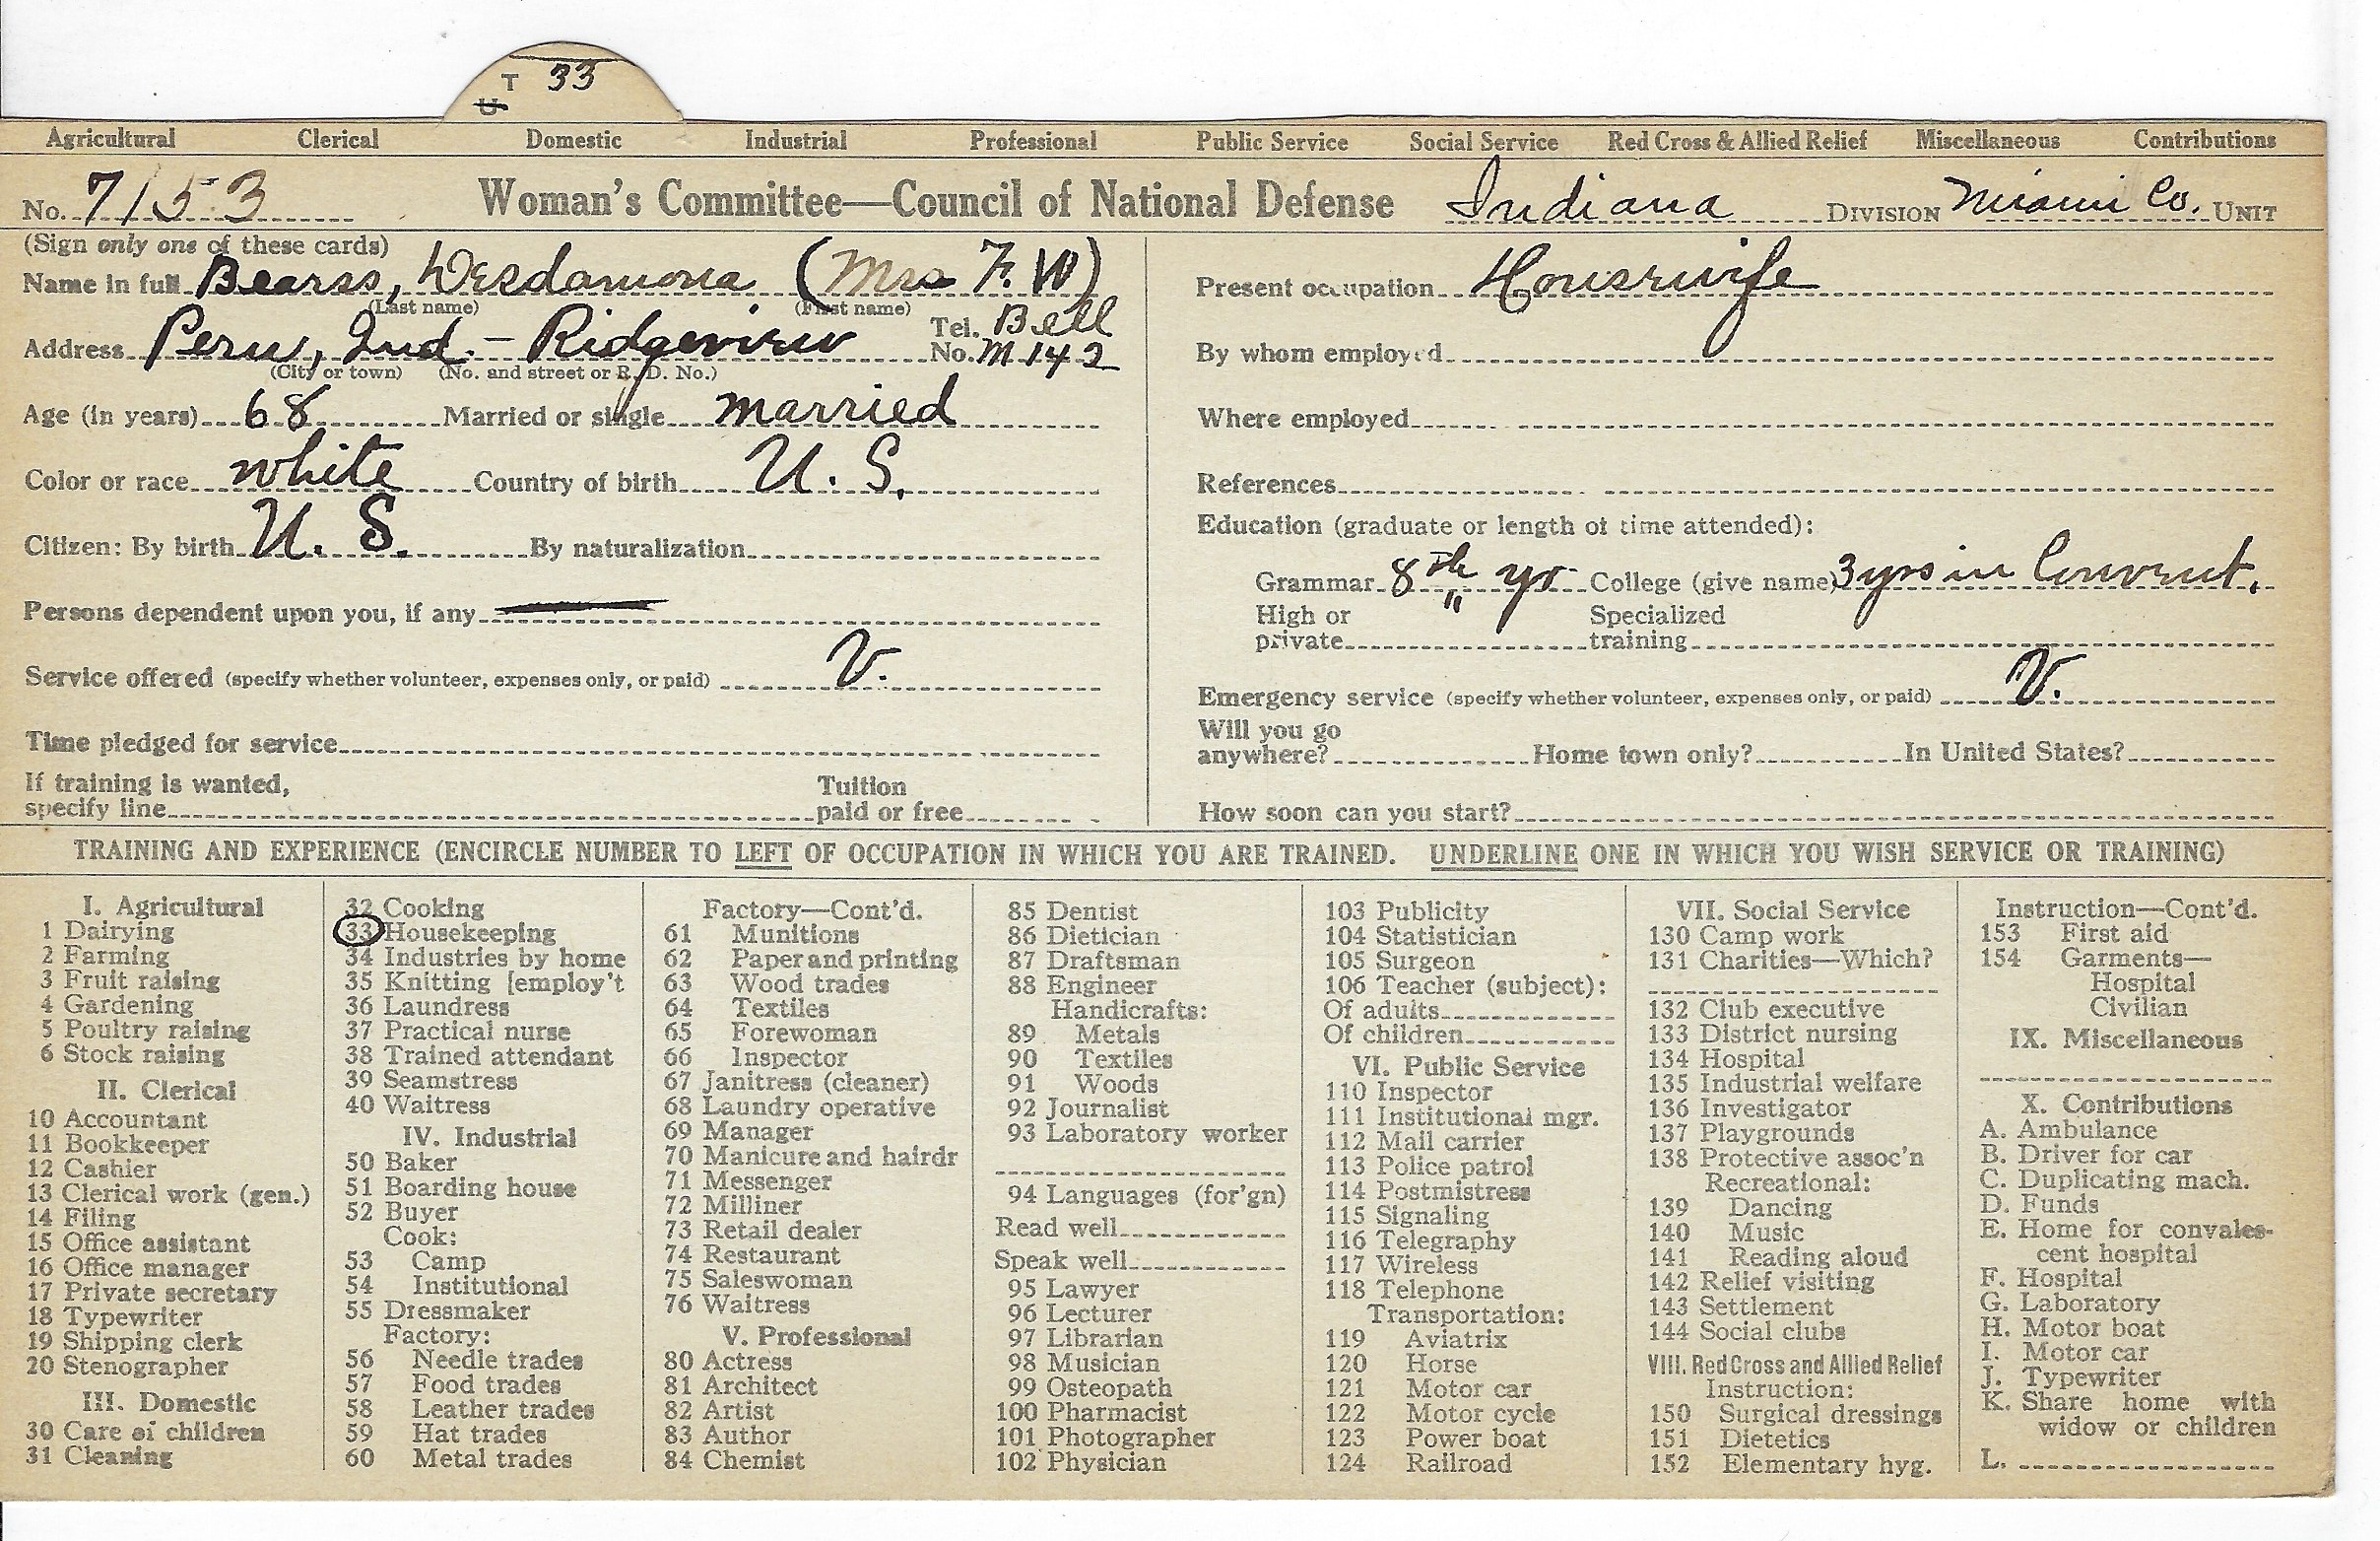 T 33
U
Agricultural Clerical Domestic Industrial Professional Public Service Social Service Red Cross & Allied Relief Miscellaneous Contributions
No. 7153 Woman's Committee—Council of National Defense Indiana DIVISION Miami Co. UNIT
(Sign only one of these cards)
Name in full Bearss, Desdamona (Mrs F. W)
(Last name) (First name)
Address Peru, Ind. - Ridgeview Tel. No. Bell M 142
(City or town) (No. and street or R. D. No.)
Age (in years) 68 Married or single married
Color or race white Country of birth U. S.
Citizen: By birth U. S. By naturalization
Persons dependent upon you, if any
Service offered (specify whether volunteer, expenses only, or paid) V.
Time pledged for service
If training is wanted,
specify line Tuition paid or free
Present occupation Housewife
By whom employed
Where employed
References
Education (graduate or length of time attended):
Grammar 8th yr College (give name) 3 yrs in Convent.
High or private " Specialized training
Emergency service (specify whether volunteer, expenses only, or paid) V.
Will you go anywhere? Home town only? In United States?
How soon can you start?
TRAINING AND EXPERIENCE (ENCIRCLE NUMBER TO LEFT OF OCCUPATION IN WHICH YOU ARE TRAINED. UNDERLINE ONE IN WHICH YOU WISH SERVICE OR TRAINING)
I. Agricultural
1 Dairying
2 Farming
3 Fruit raising
4 Gardening
5 Poultry raising
6 Stock raising
II. Clerical
10 Accountant
11 Bookkeeper
12 Cashier
13 Clerical work (gen.)
14 Filing
15 Office assistant
16 Office manager
17 Private secretary
18 Typewriter
19 Shipping clerk
20 Stenographer
III. Domestic
30 Care of children
31 Cleaning
32 Cooking
33 Housekeeping
34 Industries by home
35 Knitting [employ't
36 Laundress
37 Practical nurse
38 Trained attendant
39 Seamstress
40 Waitress
IV. Industrial
50 Baker
51 Boarding house
52 Buyer
Cook:
53 Camp
54 Institutional
55 Dressmaker
Factory:
56 Needle trades
57 Food trades
58 Leather trades
59 Hat trades
60 Metal trades
Factory—Cont'd.
61 Munitions
62 Paper and printing
63 Wood trades
64 Textiles
65 Forewoman
66 Inspector
67 Janitress (cleaner)
68 Laundry operative
69 Manager
70 Manicure and hairdr
71 Messenger
72 Milliner
73 Retail dealer
74 Restaurant
75 Saleswoman
76 Waitress
V. Professional
80 Actress
81 Architect
82 Artist
83 Author
84 Chemist
85 Dentist
86 Dietician
87 Draftsman
88 Engineer
Handicrafts:
89 Metals
90 Textiles
91 Woods
92 Journalist
93 Laboratory worker
94 Languages (for'gn)
Read well
Speak well
95 Lawyer
96 Lecturer
97 Librarian
98 Musician
99 Osteopath
100 Pharmacist
101 Photographer
102 Physician
103 Publicity
104 Statistician
105 Surgeon
106 Teacher (subject):
Of adults
Of children
VI. Public Service
110 Inspector
111 Institutional mgr.
112 Mail carrier
113 Police patrol
114 Postmistress
115 Signaling
116 Telegraphy
117 Wireless
118 Telephone
Transportation:
119 Aviatrix
120 Horse
121 Motor car
122 Motor cycle
123 Power boat
124 Railroad
VII. Social Service
130 Camp work
131 Charities—Which?
132 Club executive
133 District nursing
134 Hospital
135 Industrial welfare
136 Investigator
137 Playgrounds
138 Protective assoc'n
Recreational:
139 Dancing
140 Music
141 Reading aloud
142 Relief visiting
143 Settlement
144 Social clubs
VIII. Red Cross and Allied Relief
Instruction:
150 Surgical dressings
151 Dietetics
152 Elementary hyg.
Instruction—Cont'd.
153 First aid
154 Garments—
Hospital
Civilian
IX. Miscellaneous
X. Contributions
A. Ambulance
B. Driver for car
C. Duplicating mach.
D. Funds
E. Home for convales-
cent hospital
F. Hospital
G. Laboratory
H. Motor boat
I. Motor car
J. Typewriter
K. Share home with
widow or children
L.